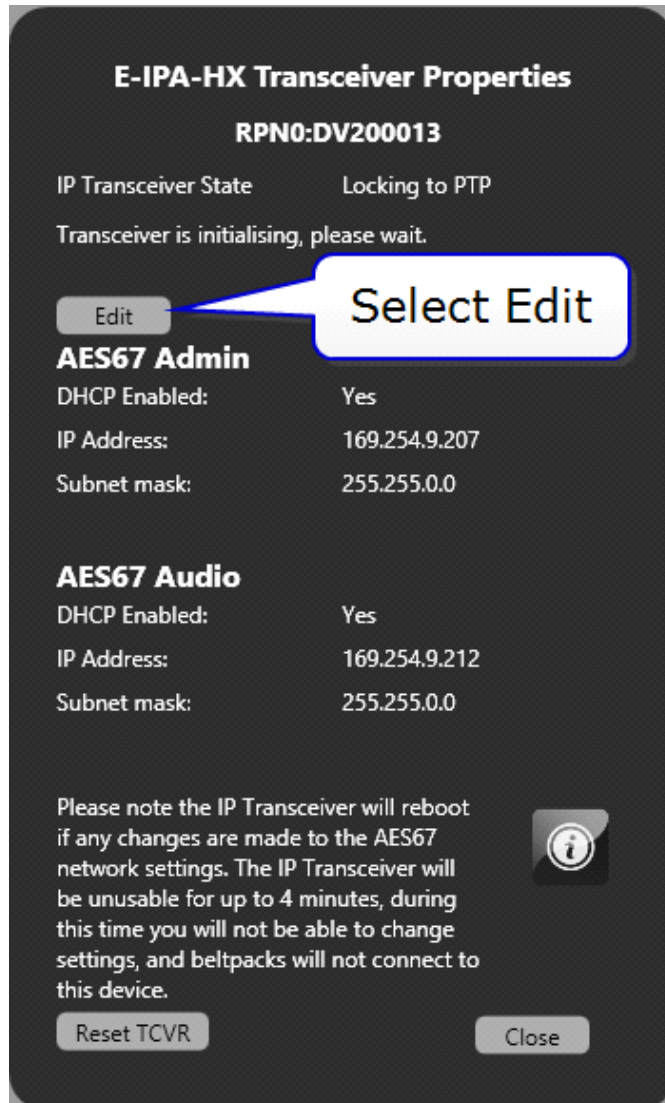 E-IPA-HX Transceiver Properties
RPN0:DV200013
IP Transceiver State Locking to PTP
Transceiver is initialising, please wait.
Edit
Select Edit
AES67 Admin
DHCP Enabled: Yes
IP Address: 169.254.9.207
Subnet mask: 255.255.0.0
AES67 Audio
DHCP Enabled: Yes
IP Address: 169.254.9.212
Subnet mask: 255.255.0.0
Please note the IP Transceiver will reboot
if any changes are made to the AES67
network settings. The IP Transceiver will
be unusable for up to 4 minutes, during
this time you will not be able to change
settings, and beltpacks will not connect to
this device.
Reset TCVR
Close